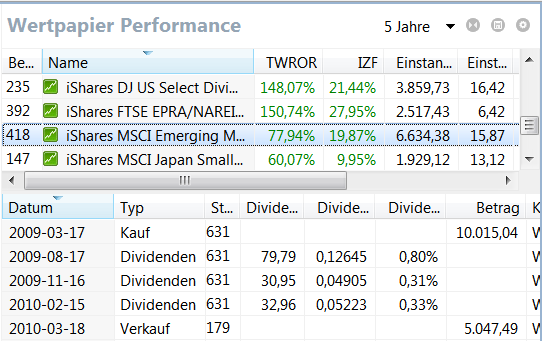 Wertpapier Performance 5 Jahre
Be... Name TWROR IZF Einstan... Einst...
235 iShares DJ US Select Divi... 148,07% 21,44% 3.859,73 16,42
392 iShares FTSE EPRA/NAREI... 150,74% 27,95% 2.517,43 6,42
418 iShares MSCI Emerging M... 77,94% 19,87% 6.634,38 15,87
147 iShares MSCI Japan Small... 60,07% 9,95% 1.929,12 13,12
Datum Typ St... Divide... Divide... Divide... Betrag K
2009-03-17 Kauf 631 10.015,04 W
2009-08-17 Dividenden 631 79,79 0,12645 0,80% W
2009-11-16 Dividenden 631 30,95 0,04905 0,31% W
2010-02-15 Dividenden 631 32,96 0,05223 0,33% W
2010-03-18 Verkauf 179 5.047,49 W